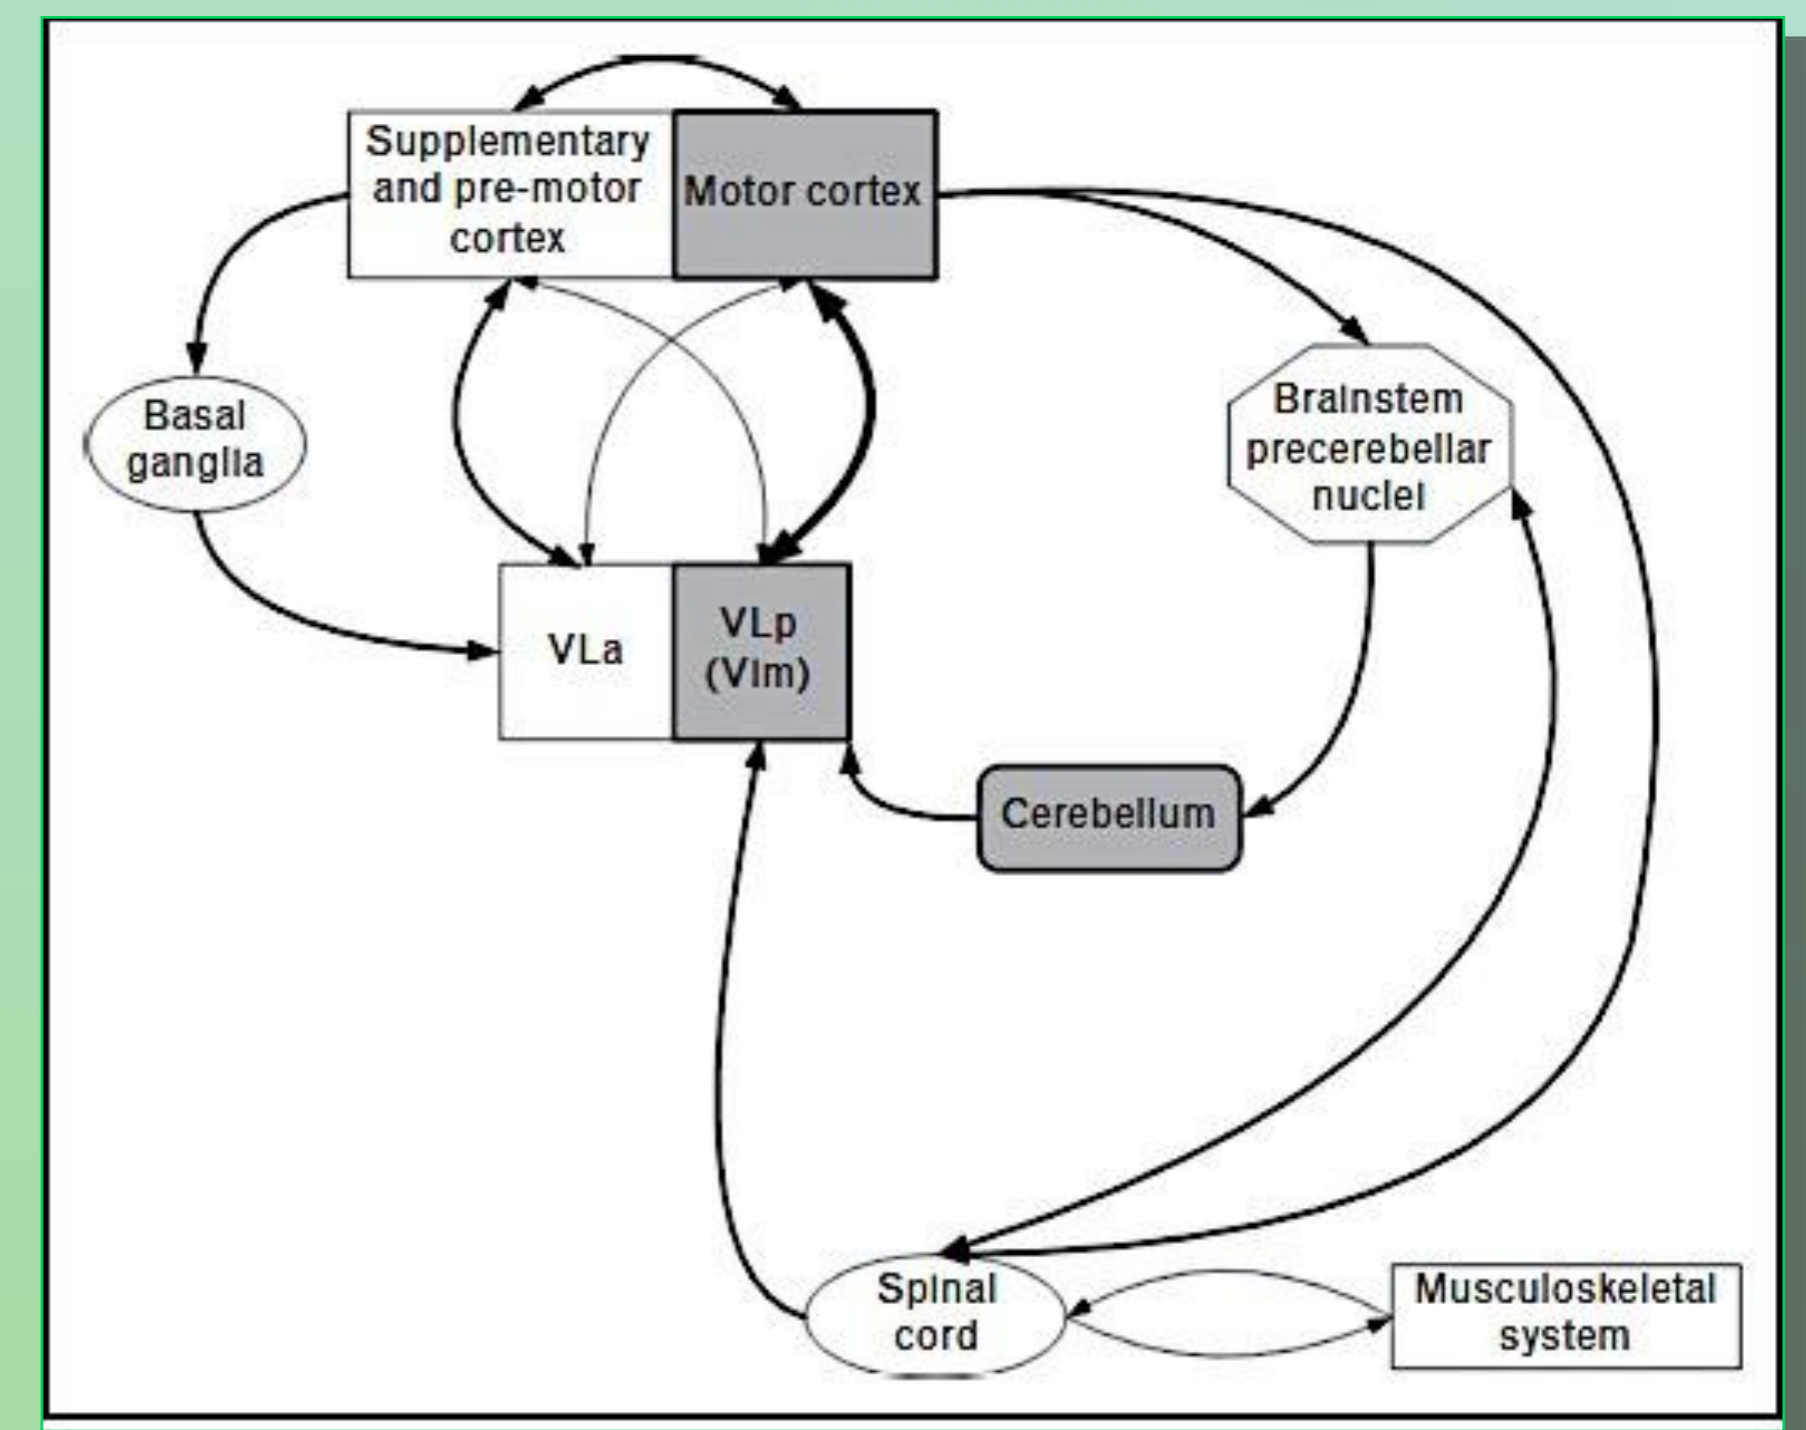 Supplementary
and pre-motor
cortex
Motor cortex
Basal
ganglia
Brainstem
precerebellar
nuclei
VLa
VLp
(Vim)
Cerebellum
Spinal
cord
Musculoskeletal
system